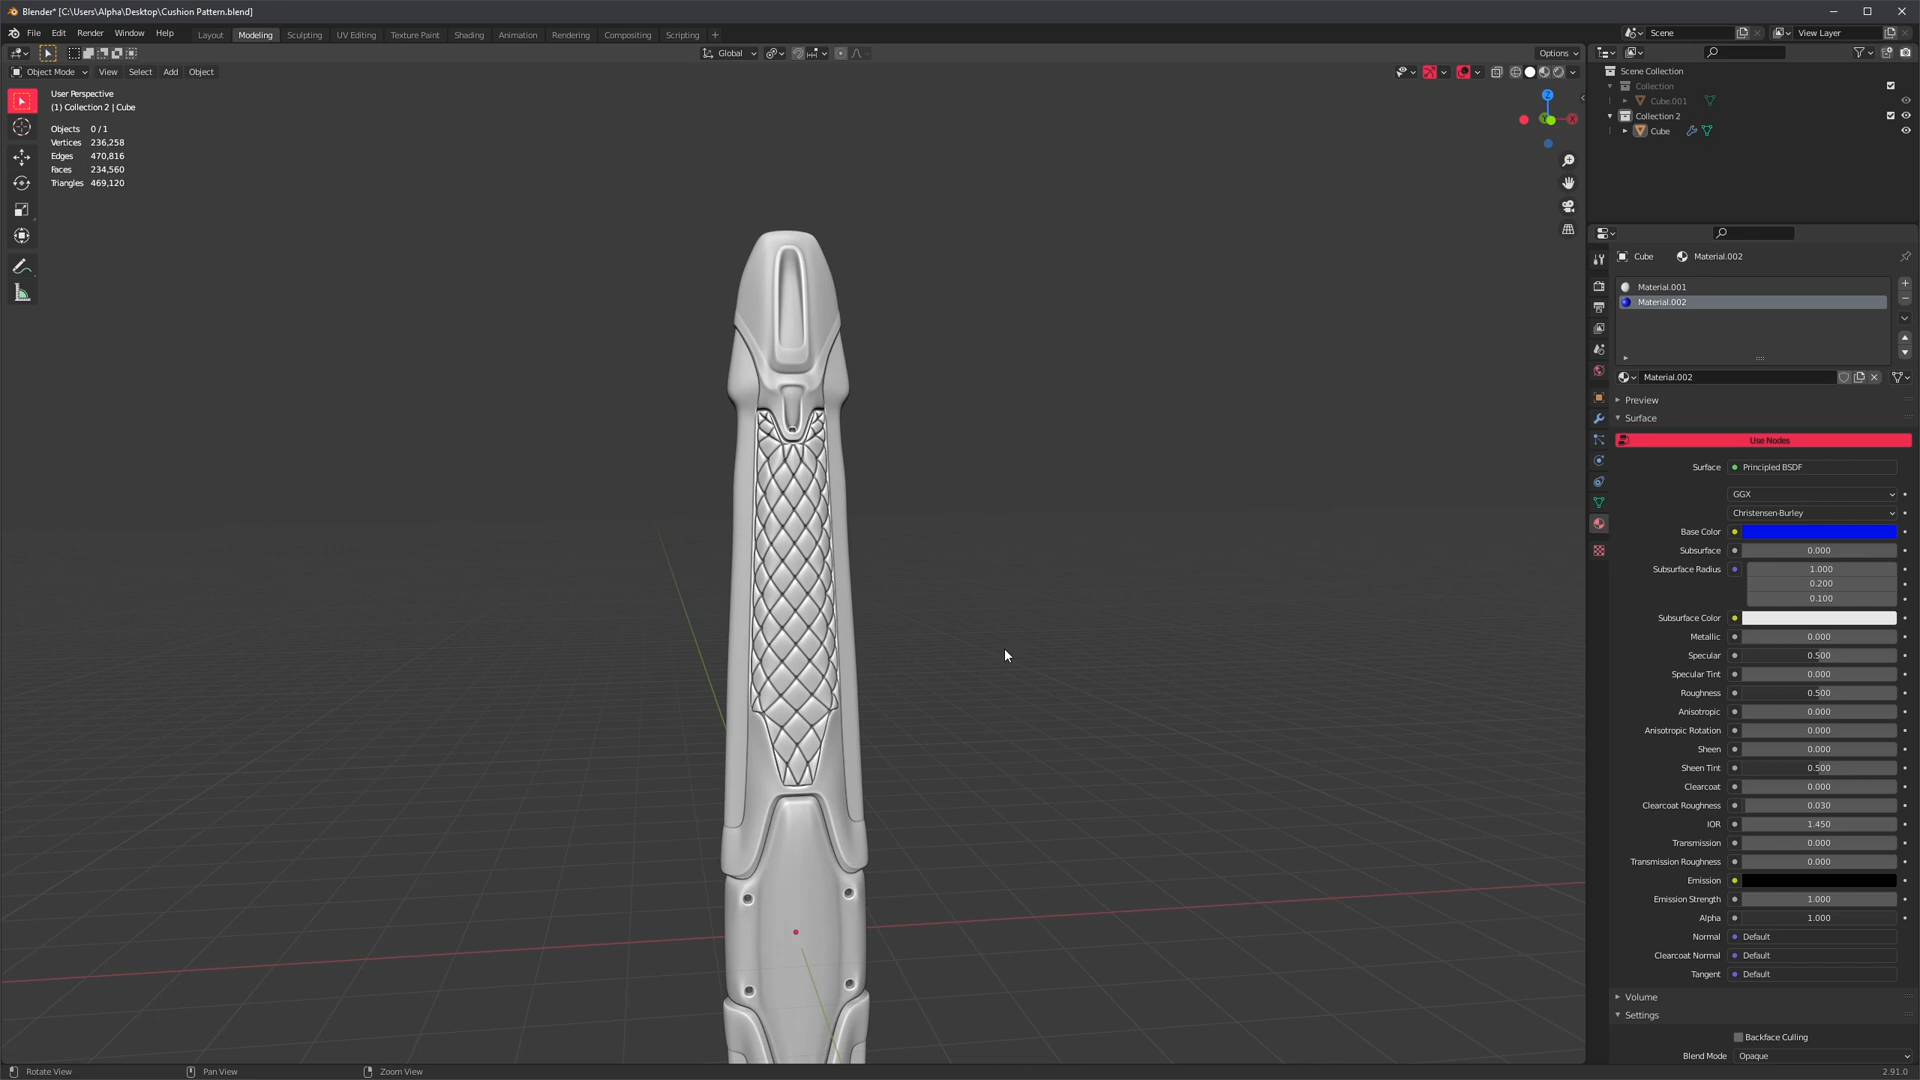 Blender* [C:\Users\Alpha\Desktop\Cushion Pattern.blend]
File Edit Render Window Help
Layout Modeling Sculpting UV Editing Texture Paint Shading Animation Rendering Compositing Scripting +
Scene View Layer
Global
Options
Object Mode View Select Add Object
User Perspective
(1) Collection 2 | Cube
Objects 0 / 1
Vertices 236,258
Edges 470,816
Faces 234,560
Triangles 469,120
Z
X
Scene Collection
Collection
Cube.001
Collection 2
Cube
Cube Material.002
Material.001
Material.002
Material.002
Preview
Surface
Use Nodes
Surface Principled BSDF
GGX
Christensen-Burley
Base Color
Subsurface 0.000
Subsurface Radius 1.000
0.200
0.100
Subsurface Color
Metallic 0.000
Specular 0.500
Specular Tint 0.000
Roughness 0.500
Anisotropic 0.000
Anisotropic Rotation 0.000
Sheen 0.000
Sheen Tint 0.500
Clearcoat 0.000
Clearcoat Roughness 0.030
IOR 1.450
Transmission 0.000
Transmission Roughness 0.000
Emission
Emission Strength 1.000
Alpha 1.000
Normal Default
Clearcoat Normal Default
Tangent Default
Volume
Settings
Backface Culling
Blend Mode Opaque
Rotate View Pan View Zoom View 2.91.0